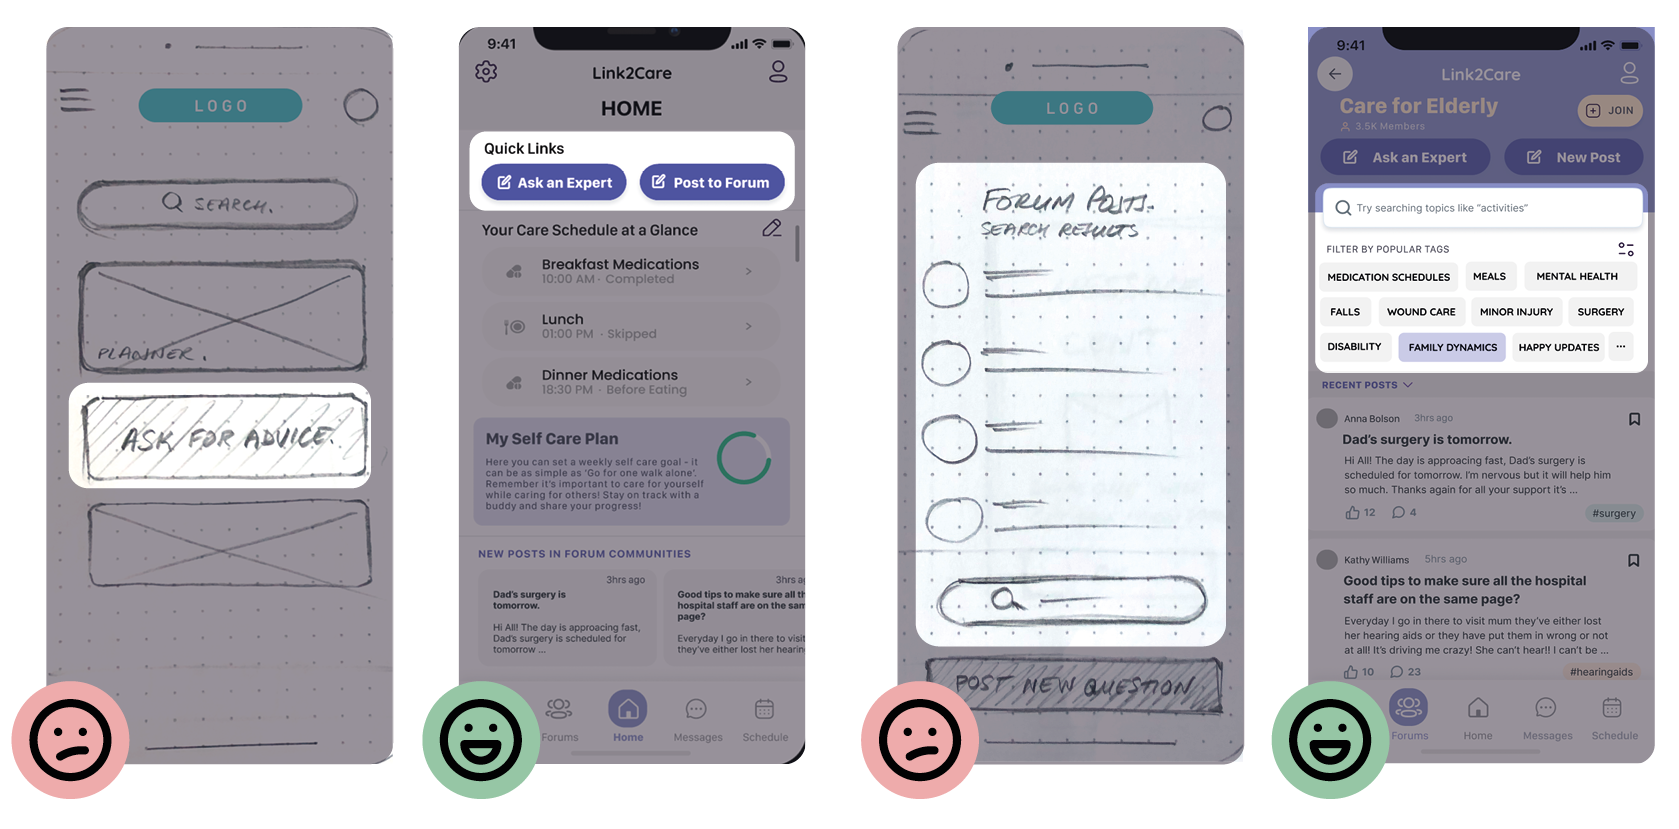 LOGO
SEARCH.
PLANNER.
ASK FOR ADVICE.
9:41
Link2Care
HOME
Quick Links
Ask an Expert
Post to Forum
Your Care Schedule at a Glance
Breakfast Medications
10:00 AM · Completed
Lunch
01:00 PM · Skipped
Dinner Medications
18:30 PM · Before Eating
My Self Care Plan
Here you can set a weekly self care goal - it
can be as simple as 'Go for one walk alone'.
Remember it's important to care for yourself
while caring for others! Stay on track with a
buddy and share your progress!
NEW POSTS IN FORUM COMMUNITIES
3hrs ago
Dad's surgery is
tomorrow.
Hi All! The day is approacing fast,
Dad's surgery is scheduled for
tomorrow ...
3hrs ag
Good tips to make sure all th
hospital staff are on the sam
page?
Everyday I go in there to visit
they've either lost her hearin
Forums
Home
Messages
Schedule
LOGO
FORUM POSTS.
SEARCH RESULTS
POST NEW QUESTION
9:41
Link2Care
Care for Elderly
3.5K Members
JOIN
Ask an Expert
New Post
Try searching topics like "activities"
FILTER BY POPULAR TAGS
MEDICATION SCHEDULES
MEALS
MENTAL HEALTH
FALLS
WOUND CARE
MINOR INJURY
SURGERY
DISABILITY
FAMILY DYNAMICS
HAPPY UPDATES
...
RECENT POSTS
Anna Bolson 3hrs ago
Dad's surgery is tomorrow.
Hi All! The day is approacing fast, Dad's surgery is
scheduled for tomorrow. I'm nervous but it will help him
so much. Thanks again for all your support it's ...
12
4
#surgery
Kathy Williams 5hrs ago
Good tips to make sure all the hospital
staff are on the same page?
Everyday I go in there to visit mum they've either lost
her hearing aids or they have put them in wrong or not
at all! It's driving me crazy! She can't hear!! I can't be ...
10
23
#hearingaids
Forums
Home
Messages
Schedule